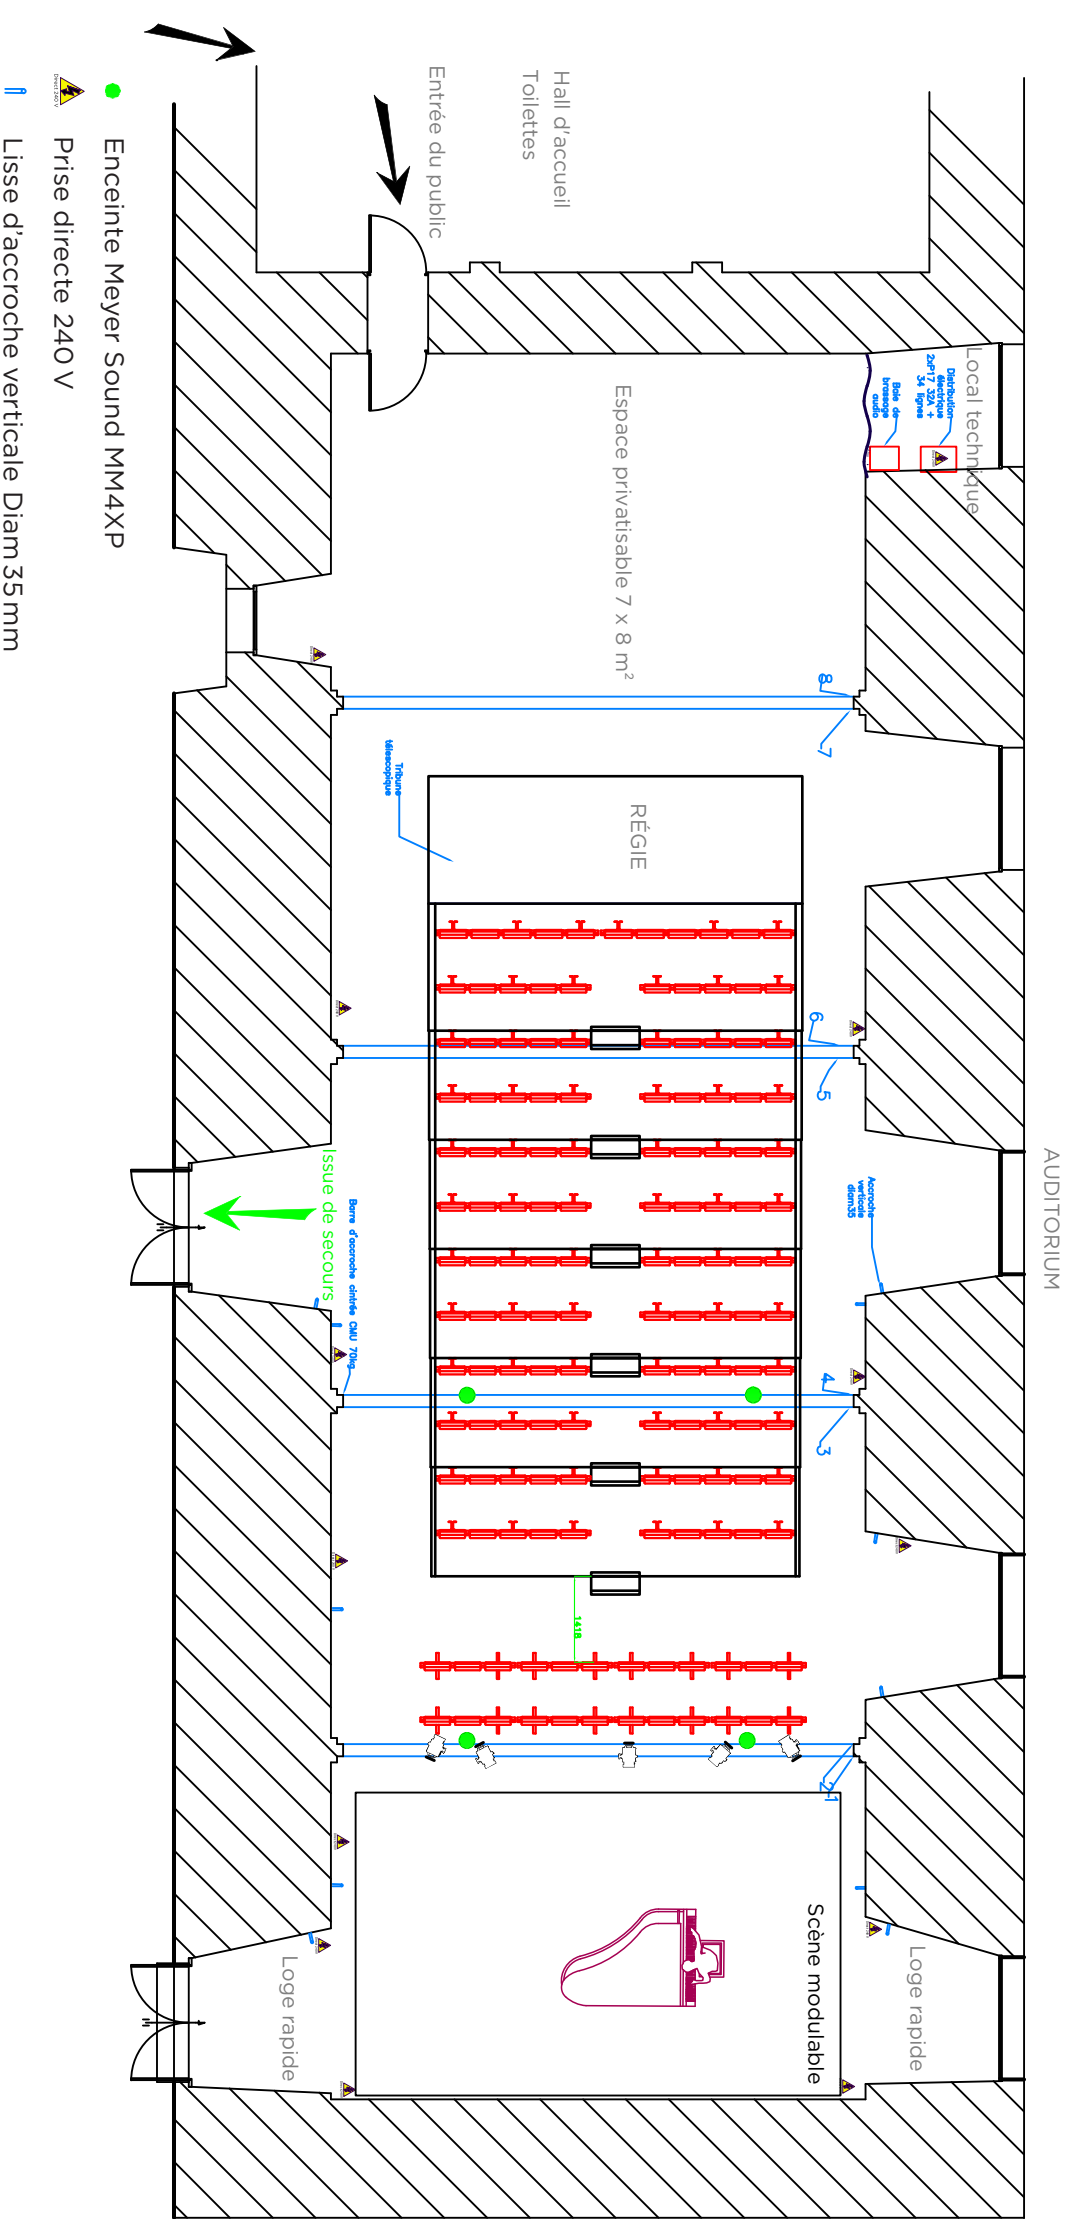 AUDITORIUM
Hall d'accueil
Toilettes
Entrée du public
Local technique
Distribution
électrique
2xP17 32A +
34 lignes
Baie de
brassage
audio
Espace privatisable 7 x 8 m²
8
7
Tribune
télescopique
RÉGIE
6
5
Accroche
verticale
diam35
Issue de secours
Barre d'accroche cintrée CMU 70kg
4
3
1418
2
1
Scène modulable
Loge rapide
Loge rapide
Enceinte Meyer Sound MM4XP
Direct 240 V
Prise directe 240 V
Lisse d'accroche verticale Diam 35 mm